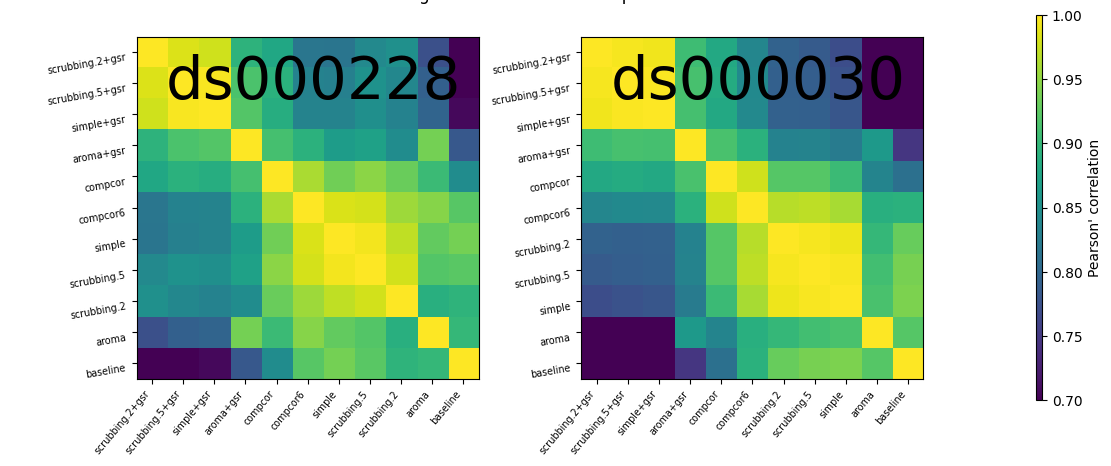 ds000228
scrubbing.2+gsr
scrubbing.5+gsr
simple+gsr
aroma+gsr
compcor
compcor6
simple
scrubbing.5
scrubbing.2
aroma
baseline
scrubbing.2+gsr
scrubbing.5+gsr
simple+gsr
aroma+gsr
compcor
compcor6
simple
scrubbing.5
scrubbing.2
aroma
baseline
ds000030
scrubbing.2+gsr
scrubbing.5+gsr
simple+gsr
aroma+gsr
compcor
compcor6
scrubbing.2
scrubbing.5
simple
aroma
baseline
scrubbing.2+gsr
scrubbing.5+gsr
simple+gsr
aroma+gsr
compcor
compcor6
scrubbing.2
scrubbing.5
simple
aroma
baseline
1.00
0.95
0.90
0.85
0.80
0.75
0.70
Pearson' correlation